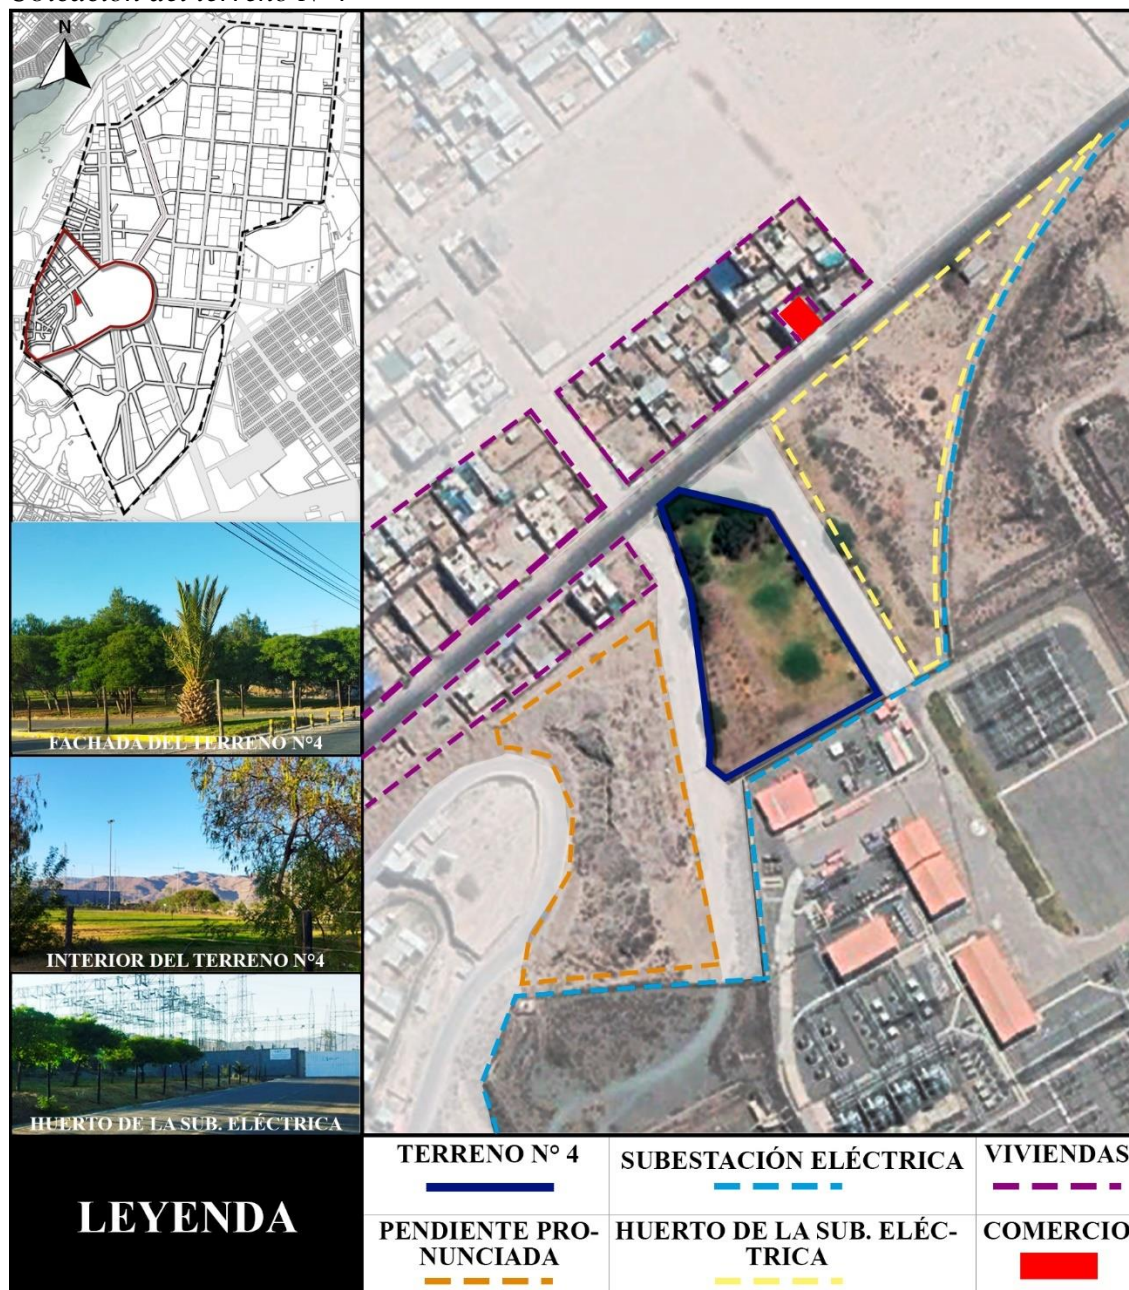 N
FACHADA DEL TERRENO N°4
INTERIOR DEL TERRENO N°4
HUERTO DE LA SUB. ELÉCTRICA
LEYENDA
TERRENO N° 4
SUBESTACIÓN ELÉCTRICA
VIVIENDAS
PENDIENTE PRO-
NUNCIADA
HUERTO DE LA SUB. ELÉC-
TRICA
COMERCIO